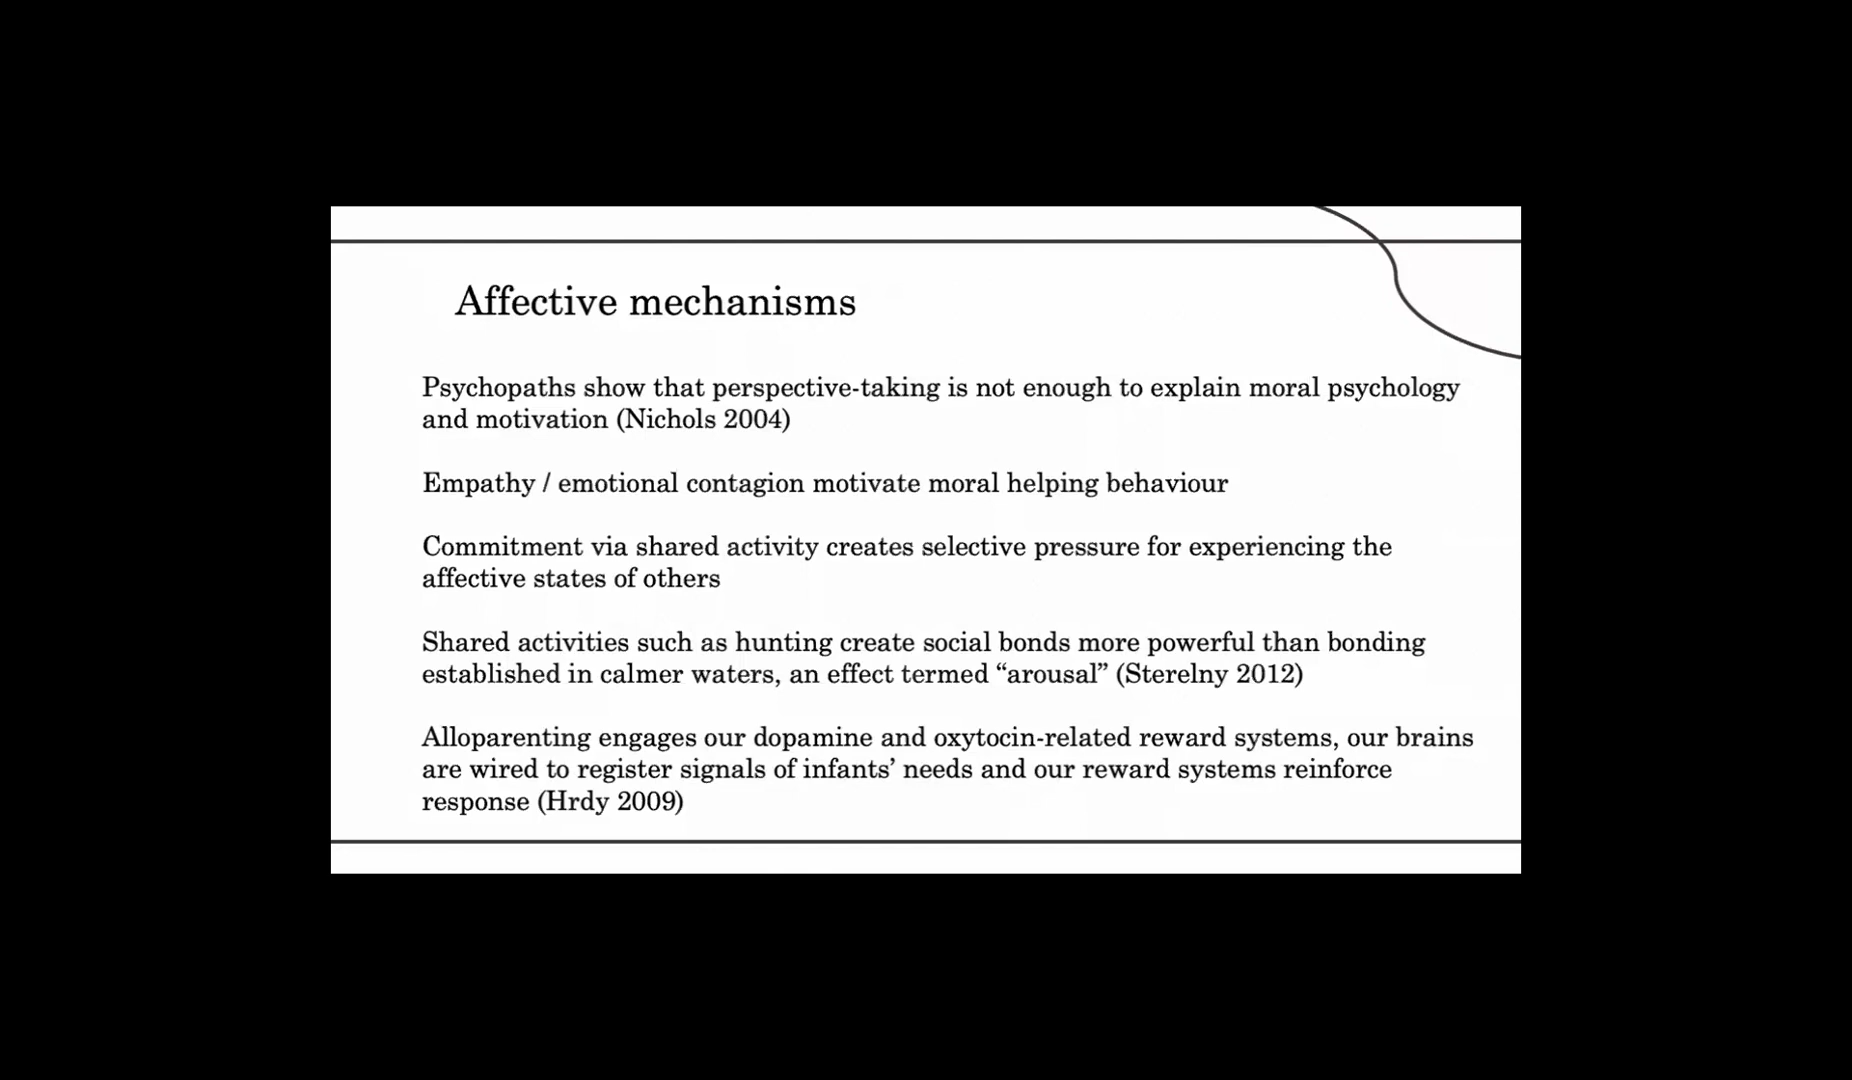 Affective mechanisms
Psychopaths show that perspective-taking is not enough to explain moral psychology
and motivation (Nichols 2004)
Empathy / emotional contagion motivate moral helping behaviour
Commitment via shared activity creates selective pressure for experiencing the
affective states of others
Shared activities such as hunting create social bonds more powerful than bonding
established in calmer waters, an effect termed “arousal” (Sterelny 2012)
Alloparenting engages our dopamine and oxytocin-related reward systems, our brains
are wired to register signals of infants’ needs and our reward systems reinforce
response (Hrdy 2009)